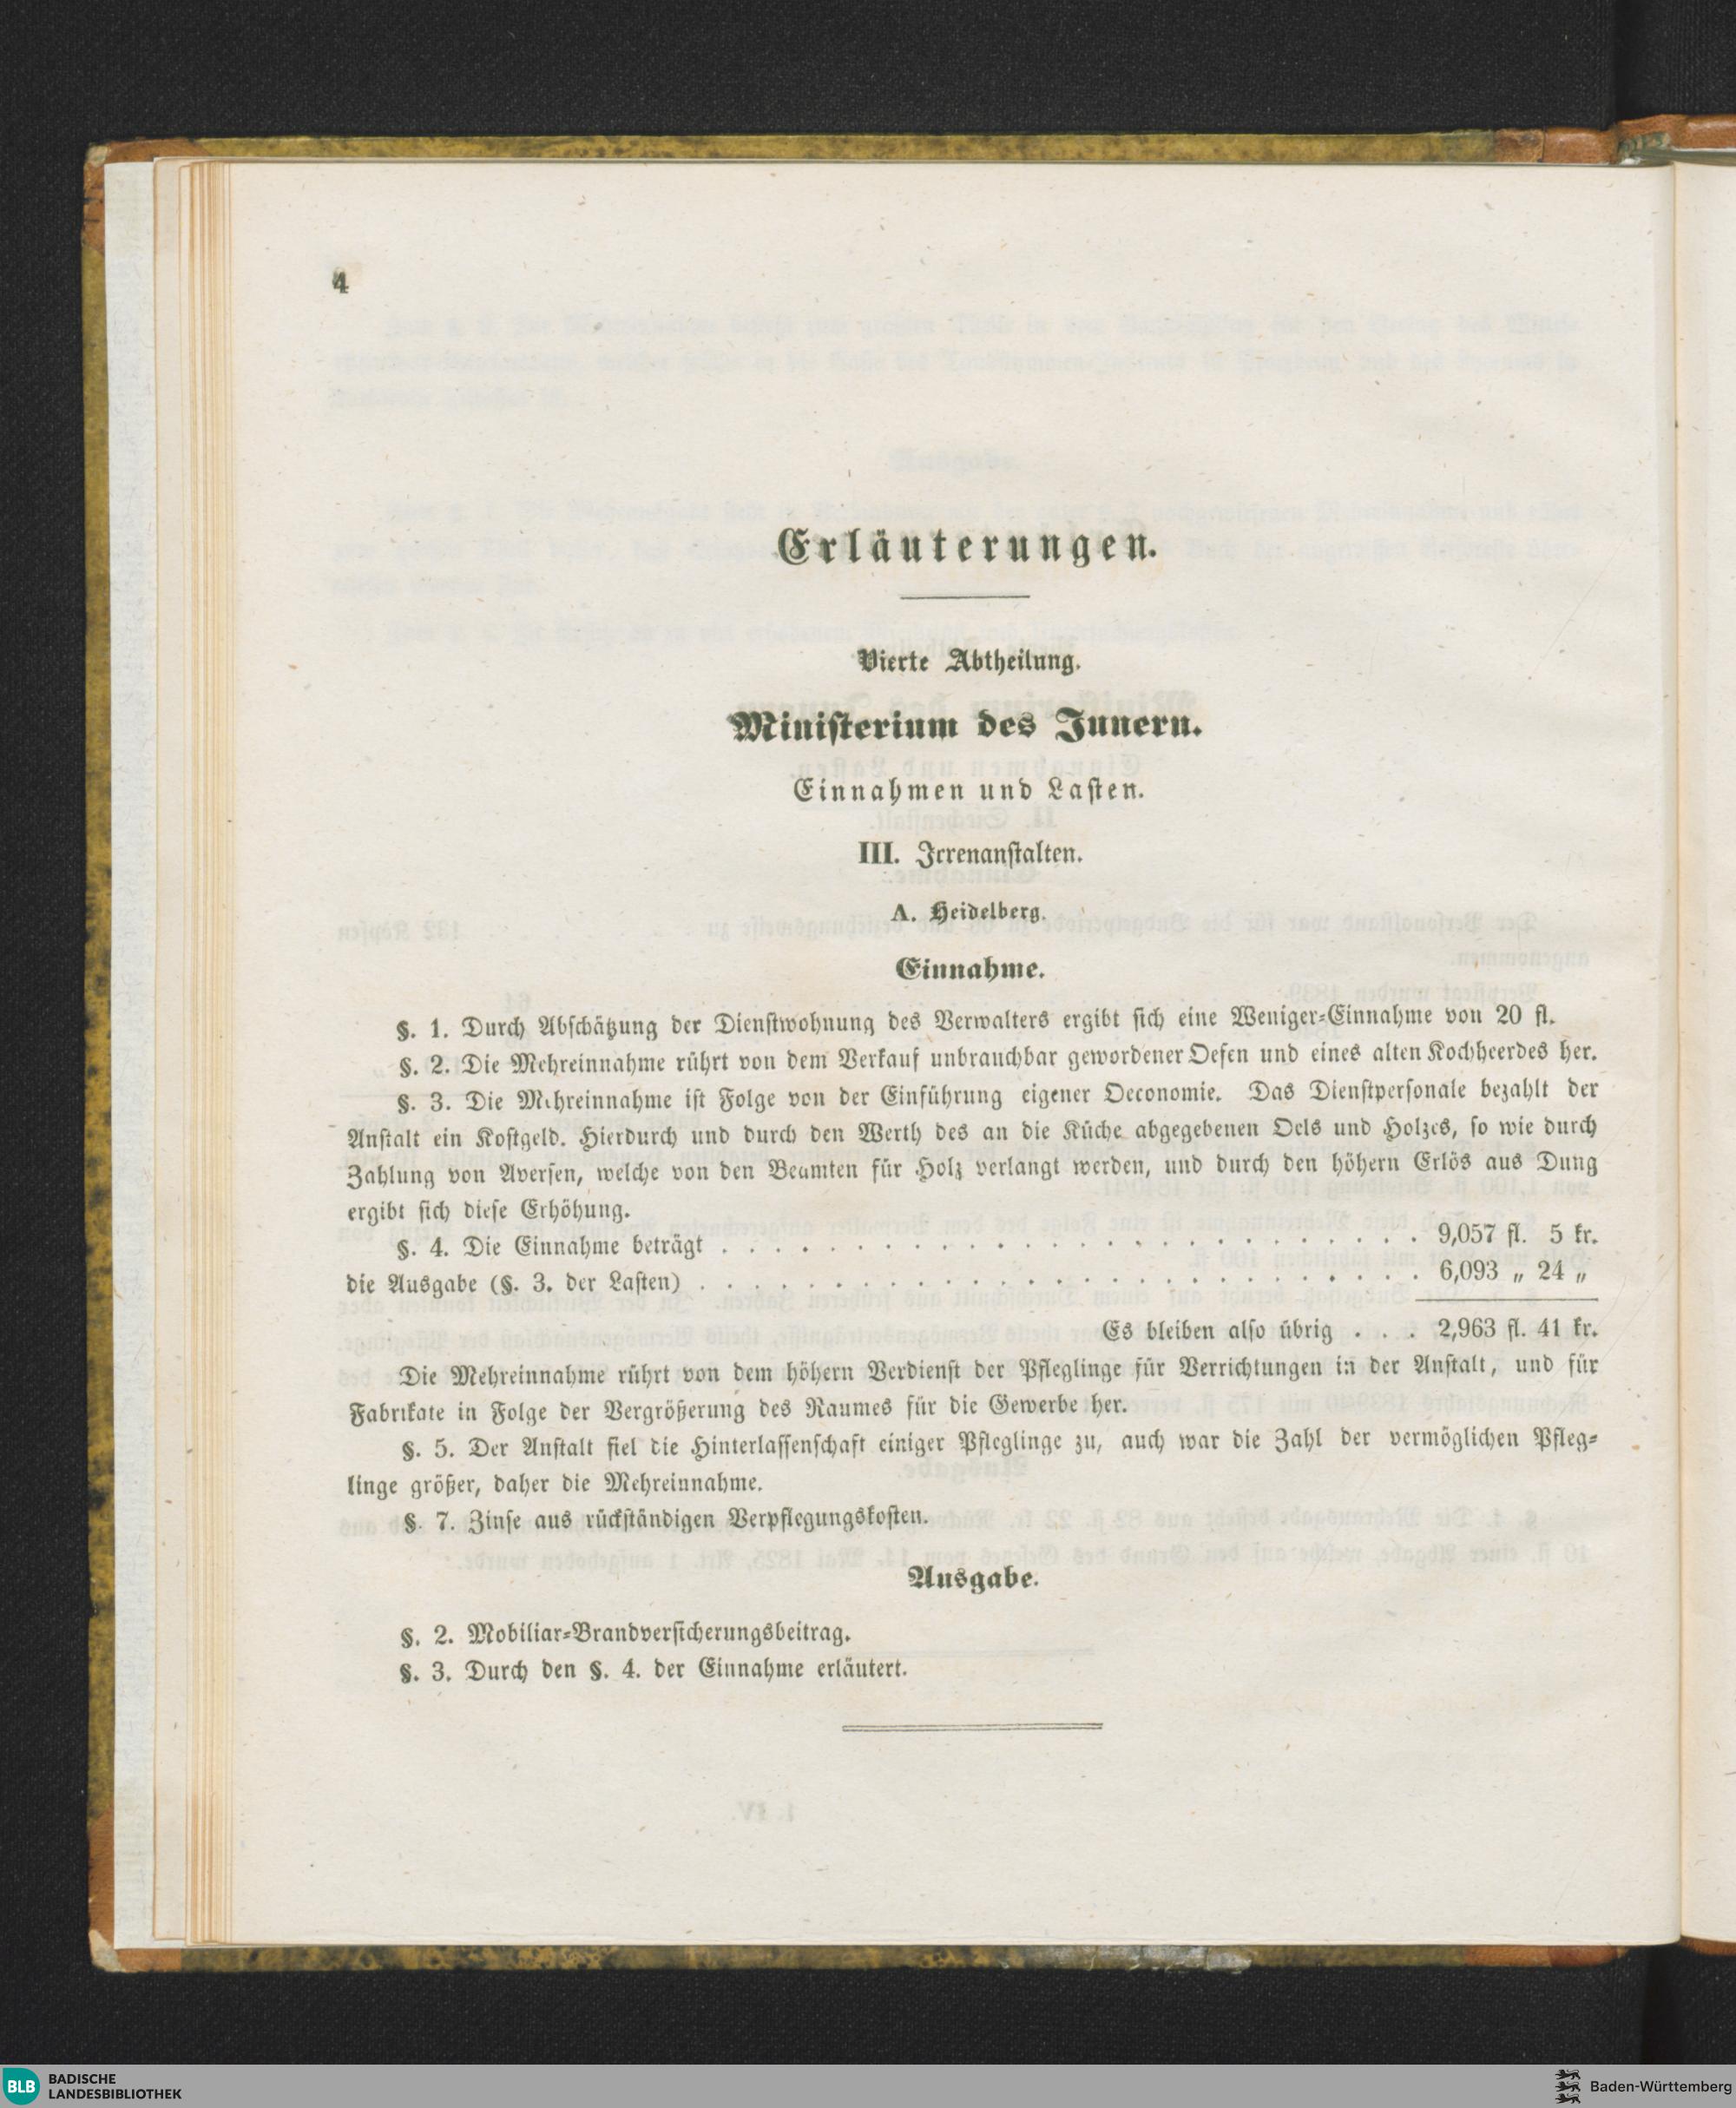 4
Erläuterungen.
Vierte Abtheilung.
Ministerium des Innern.
Einnahmen und Lasten.
III. Irrenanstalten.
A. Heidelberg.
Einnahme.
§. 1. Durch Abschätzung der Dienstwohnung des Verwalters ergibt sich eine Weniger-Einnahme von 20 fl.
§. 2. Die Mehreinnahme rührt von dem Verkauf unbrauchbar gewordener Oefen und eines alten Kochheerdes her.
§. 3. Die Mehreinnahme ist Folge von der Einführung eigener Oeconomie. Das Dienstpersonale bezahlt der
Anstalt ein Kostgeld. Hierdurch und durch den Werth des an die Küche abgegebenen Oels und Holzes, so wie durch
Zahlung von Aversen, welche von den Beamten für Holz verlangt werden, und durch den höhern Erlös aus Dung
ergibt sich diese Erhöhung.
§. 4. Die Einnahme beträgt . . . . . . . . . . . . . . . . . . . . . . . . . . 9,057 fl. 5 kr.
die Ausgabe (§. 3. der Lasten) . . . . . . . . . . . . . . . . . . . . . . . . . . . 6,093 „ 24 „
Es bleiben also übrig . . . 2,963 fl. 41 kr.
Die Mehreinnahme rührt von dem höhern Verdienst der Pfleglinge für Verrichtungen in der Anstalt, und für
Fabrikate in Folge der Vergrößerung des Raumes für die Gewerbe her.
§. 5. Der Anstalt fiel die Hinterlassenschaft einiger Pfleglinge zu, auch war die Zahl der vermöglichen Pfleg-
linge größer, daher die Mehreinnahme.
§. 7. Zinse aus rückständigen Verpflegungskosten.
Ausgabe.
§. 2. Mobiliar-Brandversicherungsbeitrag.
§. 3. Durch den §. 4. der Einnahme erläutert.
BLB BADISCHE
LANDESBIBLIOTHEK
Baden-Württemberg